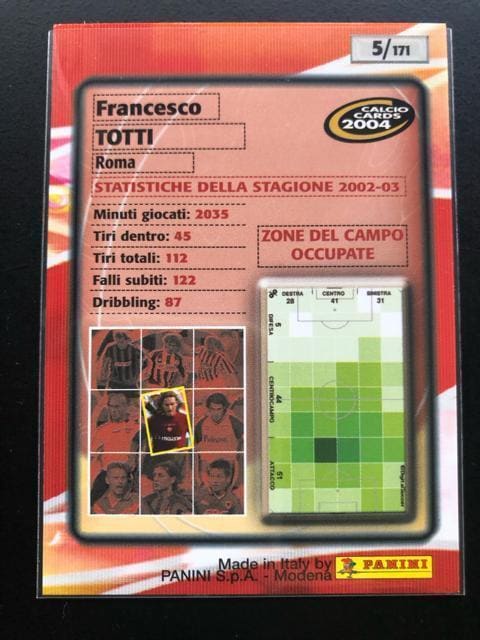 5/171
CALCIO
CARDS
2004
Francesco
TOTTI
Roma
STATISTICHE DELLA STAGIONE 2002-03
Minuti giocati: 2035
Tiri dentro: 45
Tiri totali: 112
Falli subiti: 122
Dribbling: 87
ZONE DEL CAMPO
OCCUPATE
% DESTRA CENTRO SINISTRA
28 41 31
DIFESA 5
CENTROCAMPO 44
ATTACCO 51
Made in Italy by
PANINI S.p.A. - Modena
PANINI